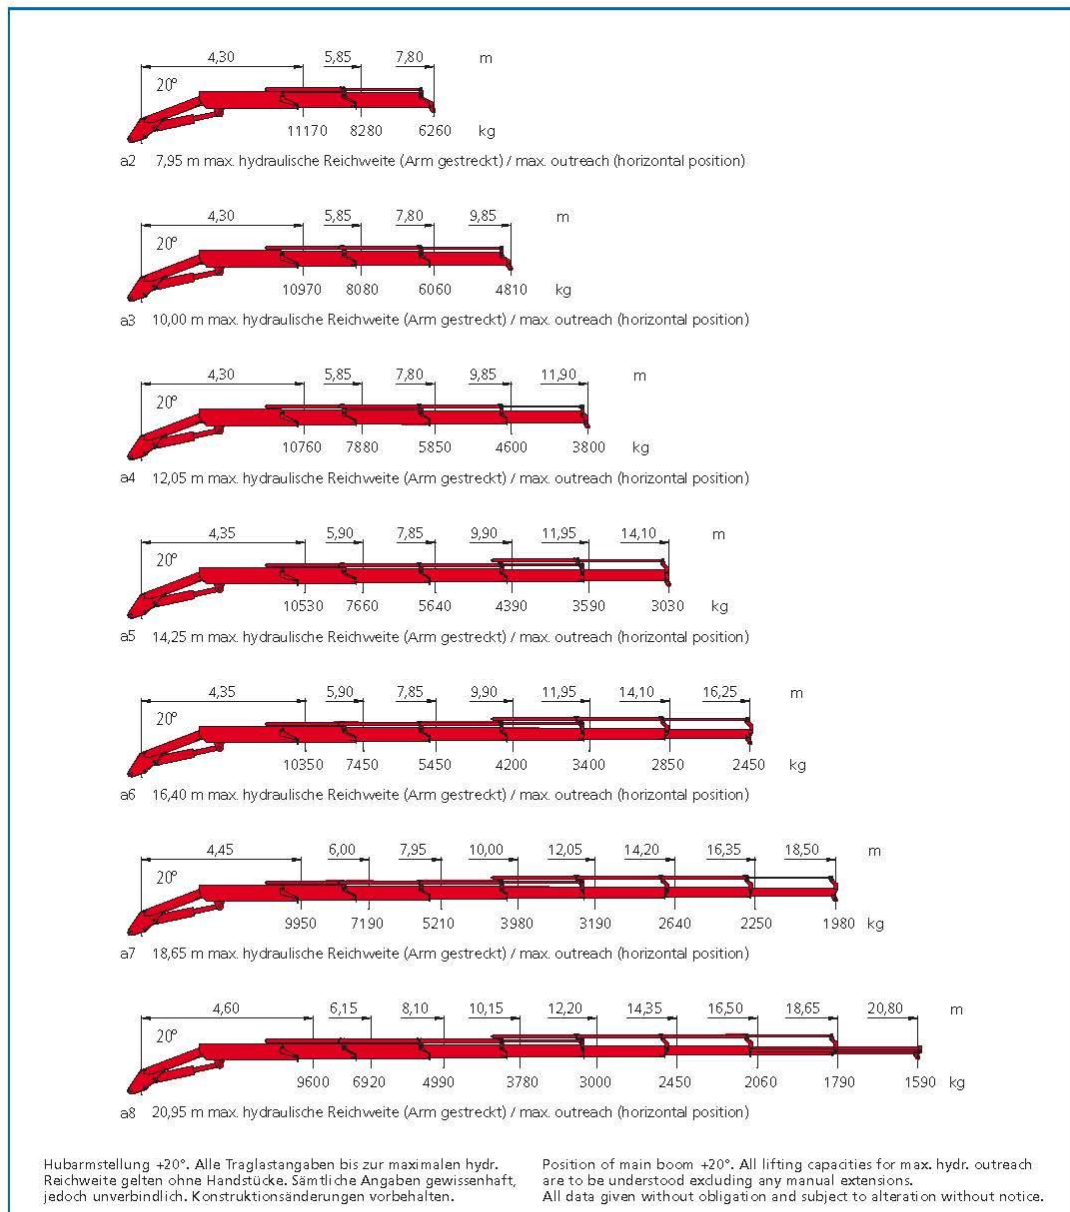 4,30 5,85 7,80 m
20°
11170 8280 6260 kg
a2 7,95 m max. hydraulische Reichweite (Arm gestreckt) / max. outreach (horizontal position)
4,30 5,85 7,80 9,85 m
20°
10970 8080 6060 4810 kg
a3 10,00 m max. hydraulische Reichweite (Arm gestreckt) / max. outreach (horizontal position)
4,30 5,85 7,80 9,85 11,90 m
20°
10760 7880 5850 4600 3800 kg
a4 12,05 m max. hydraulische Reichweite (Arm gestreckt) / max. outreach (horizontal position)
4,35 5,90 7,85 9,90 11,95 14,10 m
20°
10530 7660 5640 4390 3590 3030 kg
a5 14,25 m max. hydraulische Reichweite (Arm gestreckt) / max. outreach (horizontal position)
4,35 5,90 7,85 9,90 11,95 14,10 16,25 m
20°
10350 7450 5450 4200 3400 2850 2450 kg
a6 16,40 m max. hydraulische Reichweite (Arm gestreckt) / max. outreach (horizontal position)
4,45 6,00 7,95 10,00 12,05 14,20 16,35 18,50 m
20°
9950 7190 5210 3980 3190 2640 2250 1980 kg
a7 18,65 m max. hydraulische Reichweite (Arm gestreckt) / max. outreach (horizontal position)
4,60 6,15 8,10 10,15 12,20 14,35 16,50 18,65 20,80 m
20°
9600 6920 4990 3780 3000 2450 2060 1790 1590 kg
a8 20,95 m max. hydraulische Reichweite (Arm gestreckt) / max. outreach (horizontal position)
Hubarmstellung +20°. Alle Traglastangaben bis zur maximalen hydr.
Reichweite gelten ohne Handstücke. Sämtliche Angaben gewissenhaft,
jedoch unverbindlich. Konstruktionsänderungen vorbehalten.
Position of main boom +20°. All lifting capacities for max. hydr. outreach
are to be understood excluding any manual extensions.
All data given without obligation and subject to alteration without notice.